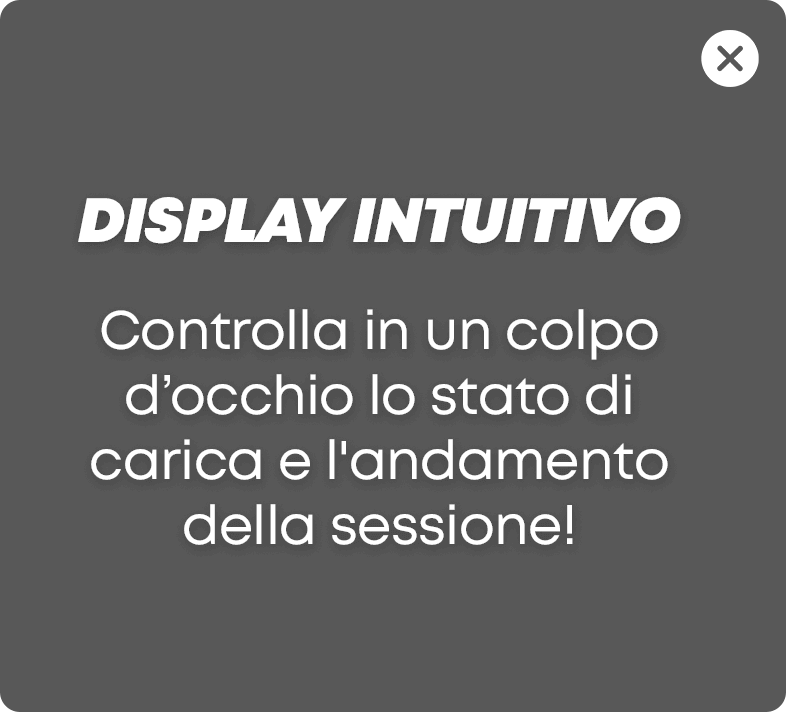 DISPLAY INTUITIVO
Controlla in un colpo
d’occhio lo stato di
carica e l'andamento
della sessione!